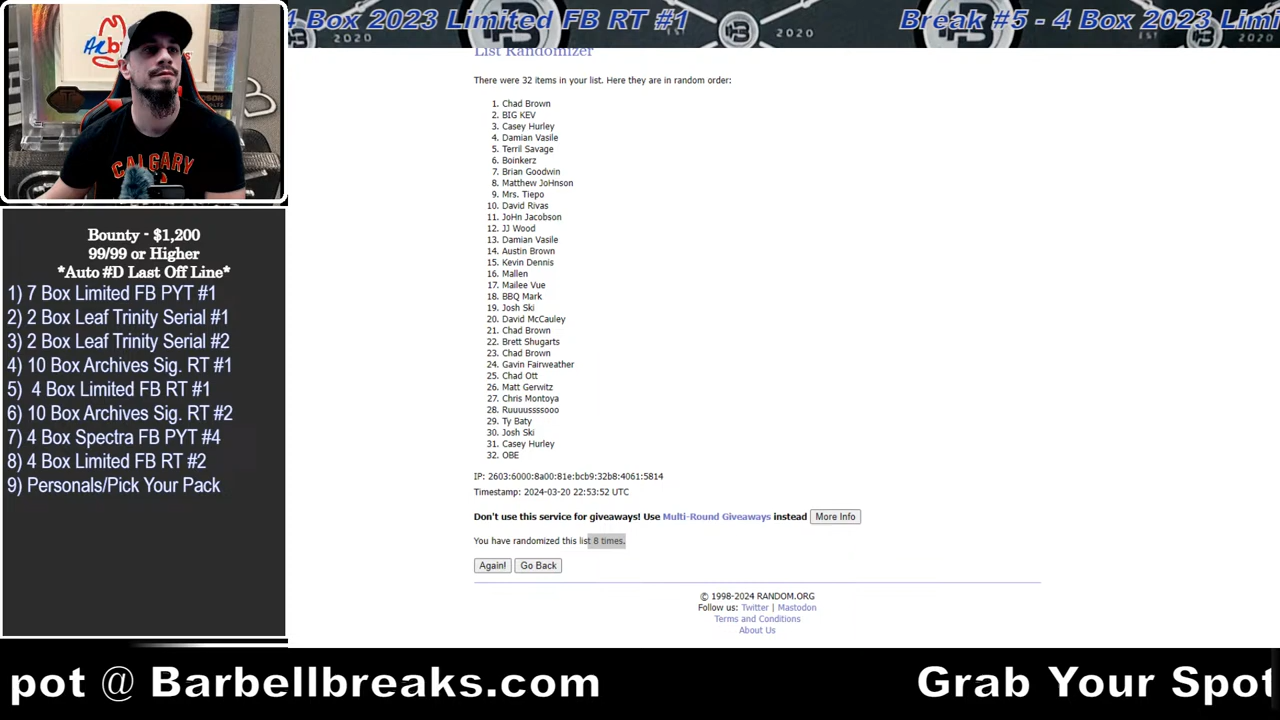 4 Box 2023 Limited FB RT #1
Break #5 - 4 Box 2023 Limi
CALGARY
Bounty - $1,200
99/99 or Higher
*Auto #D Last Off Line*
1) 7 Box Limited FB PYT #1
2) 2 Box Leaf Trinity Serial #1
3) 2 Box Leaf Trinity Serial #2
4) 10 Box Archives Sig. RT #1
5) 4 Box Limited FB RT #1
6) 10 Box Archives Sig. RT #2
7) 4 Box Spectra FB PYT #4
8) 4 Box Limited FB RT #2
9) Personals/Pick Your Pack
List Randomizer
There were 32 items in your list. Here they are in random order:
1. Chad Brown
2. BIG KEV
3. Casey Hurley
4. Damian Vasile
5. Terril Savage
6. Boinkerz
7. Brian Goodwin
8. Matthew JoHnson
9. Mrs. Tiepo
10. David Rivas
11. JoHn Jacobson
12. JJ Wood
13. Damian Vasile
14. Austin Brown
15. Kevin Dennis
16. Mallen
17. Mailee Vue
18. BBQ Mark
19. Josh Ski
20. David McCauley
21. Chad Brown
22. Brett Shugarts
23. Chad Brown
24. Gavin Fairweather
25. Chad Ott
26. Matt Gerwitz
27. Chris Montoya
28. Ruuuussssooo
29. Ty Baty
30. Josh Ski
31. Casey Hurley
32. OBE
IP: 2603:6000:8a00:81e:bcb9:32b8:4061:5814
Timestamp: 2024-03-20 22:53:52 UTC
Don't use this service for giveaways! Use Multi-Round Giveaways instead More Info
You have randomized this list 8 times.
Again! Go Back
© 1998-2024 RANDOM.ORG
Follow us: Twitter | Mastodon
Terms and Conditions
About Us
pot @ Barbellbreaks.com
Grab Your Spot